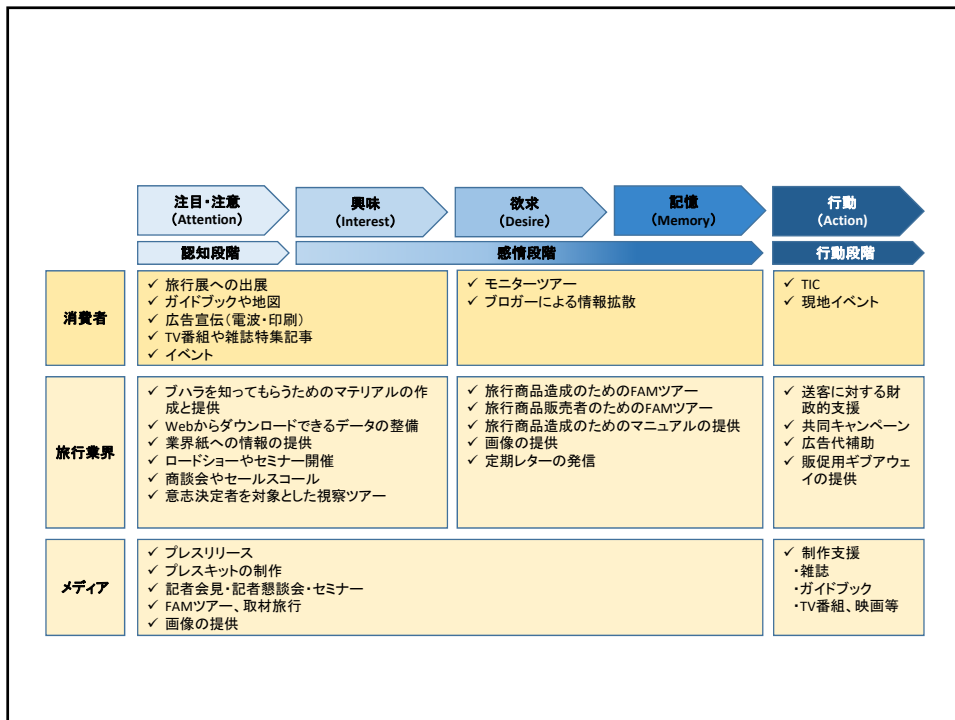 注目・注意
（Attention）
興味
（Interest）
欲求
（Desire）
記憶
（Memory）
行動
（Action）
認知段階
感情段階
行動段階
消費者
✓ 旅行展への出展
✓ ガイドブックや地図
✓ 広告宣伝（電波・印刷）
✓ TV番組や雑誌特集記事
✓ イベント
✓ モニターツアー
✓ ブロガーによる情報拡散
✓ TIC
✓ 現地イベント
旅行業界
✓ ブハラを知ってもらうためのマテリアルの作
成と提供
✓ Webからダウンロードできるデータの整備
✓ 業界紙への情報の提供
✓ ロードショーやセミナー開催
✓ 商談会やセールスコール
✓ 意志決定者を対象とした視察ツアー
✓ 旅行商品造成のためのFAMツアー
✓ 旅行商品販売者のためのFAMツアー
✓ 旅行商品造成のためのマニュアルの提供
✓ 画像の提供
✓ 定期レターの発信
✓ 送客に対する財
政的支援
✓ 共同キャンペーン
✓ 広告代補助
✓ 販促用ギブアウェ
イの提供
メディア
✓ プレスリリース
✓ プレスキットの制作
✓ 記者会見・記者懇談会・セミナー
✓ FAMツアー、取材旅行
✓ 画像の提供
✓ 制作支援
・雑誌
・ガイドブック
・TV番組、映画等